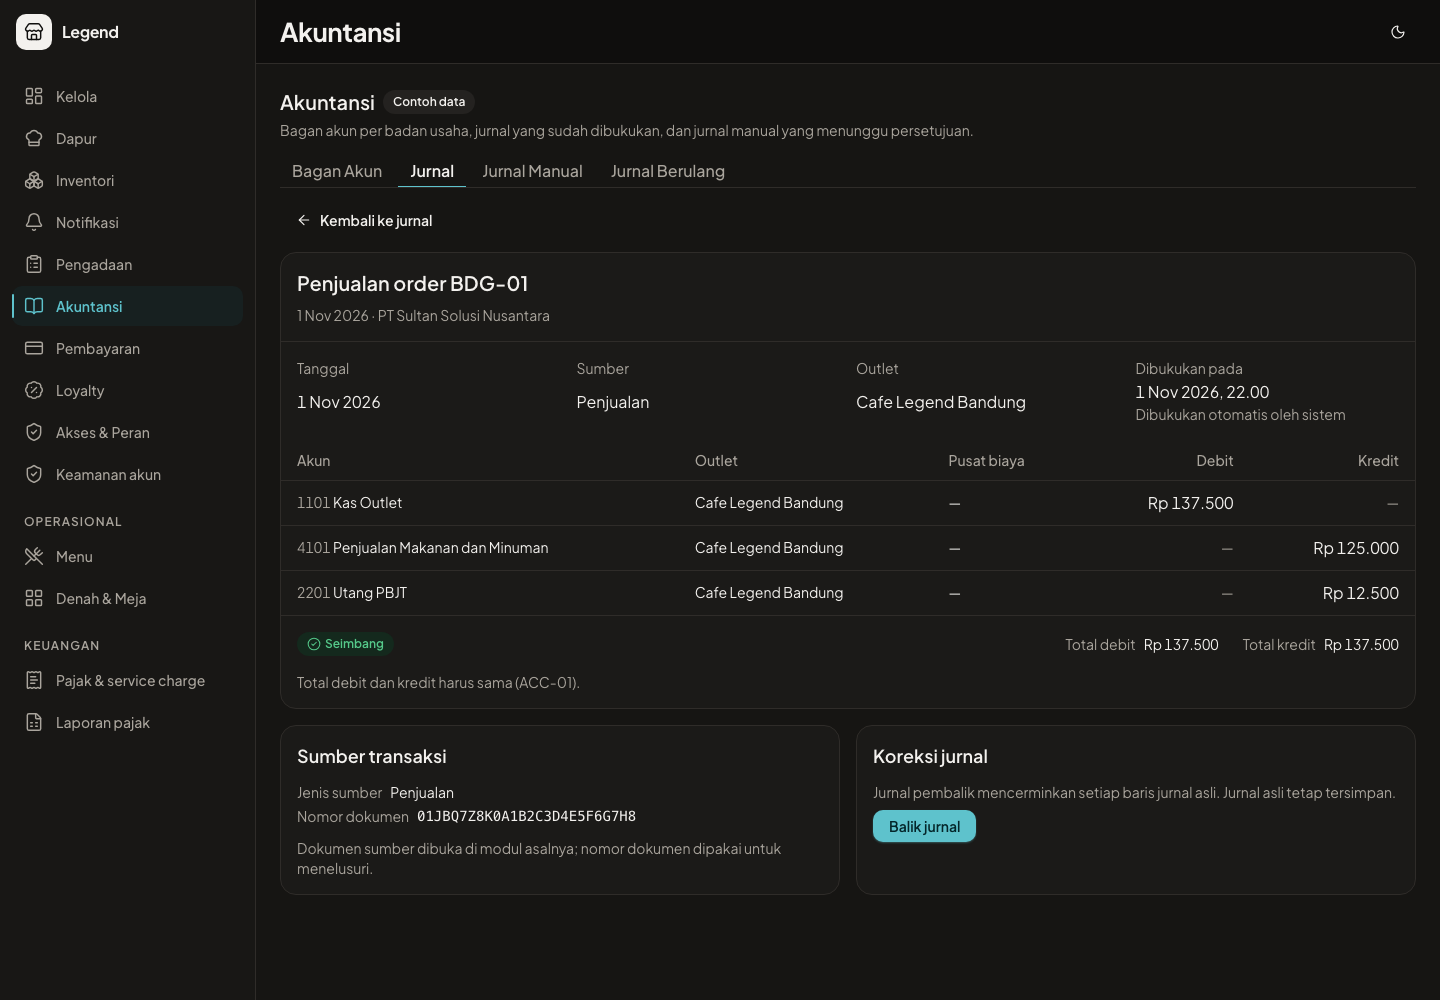 Legend
Akuntansi
Kelola
Dapur
Inventori
Notifikasi
Pengadaan
Akuntansi
Pembayaran
Loyalty
Akses & Peran
Keamanan akun
OPERASIONAL
Menu
Denah & Meja
KEUANGAN
Pajak & service charge
Laporan pajak
Akuntansi Contoh data
Bagan akun per badan usaha, jurnal yang sudah dibukukan, dan jurnal manual yang menunggu persetujuan.
Bagan Akun Jurnal Jurnal Manual Jurnal Berulang
Kembali ke jurnal
Penjualan order BDG-01
1 Nov 2026 · PT Sultan Solusi Nusantara
Tanggal Sumber Outlet Dibukukan pada
1 Nov 2026 Penjualan Cafe Legend Bandung 1 Nov 2026, 22.00
Dibukukan otomatis oleh sistem
Akun Outlet Pusat biaya Debit Kredit
1101 Kas Outlet Cafe Legend Bandung — Rp 137.500 —
4101 Penjualan Makanan dan Minuman Cafe Legend Bandung — — Rp 125.000
2201 Utang PBJT Cafe Legend Bandung — — Rp 12.500
Seimbang Total debit Rp 137.500 Total kredit Rp 137.500
Total debit dan kredit harus sama (ACC-01).
Sumber transaksi
Jenis sumber Penjualan
Nomor dokumen 01JBQ7Z8K0A1B2C3D4E5F6G7H8
Dokumen sumber dibuka di modul asalnya; nomor dokumen dipakai untuk
menelusuri.
Koreksi jurnal
Jurnal pembalik mencerminkan setiap baris jurnal asli. Jurnal asli tetap tersimpan.
Balik jurnal